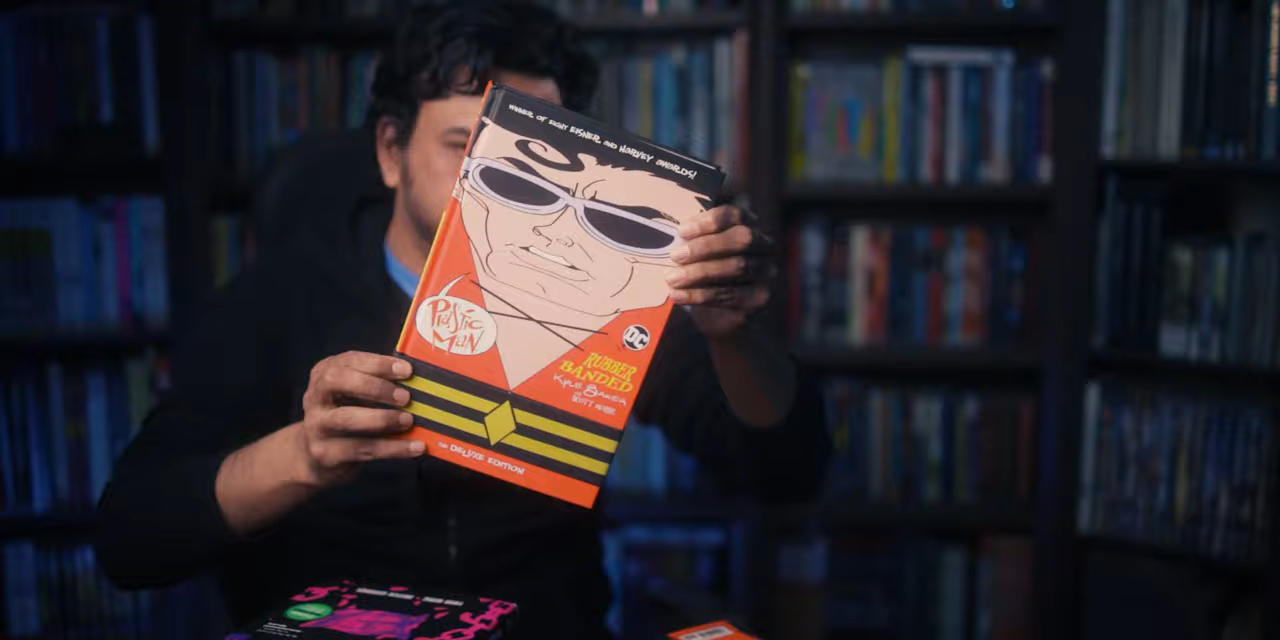 WINNER OF EIGHT EISNER AND HARVEY AWARDS!
Plastic
Man
DC
RUBBER
BANDED
KYLE BAKER
THE DELUXE EDITION